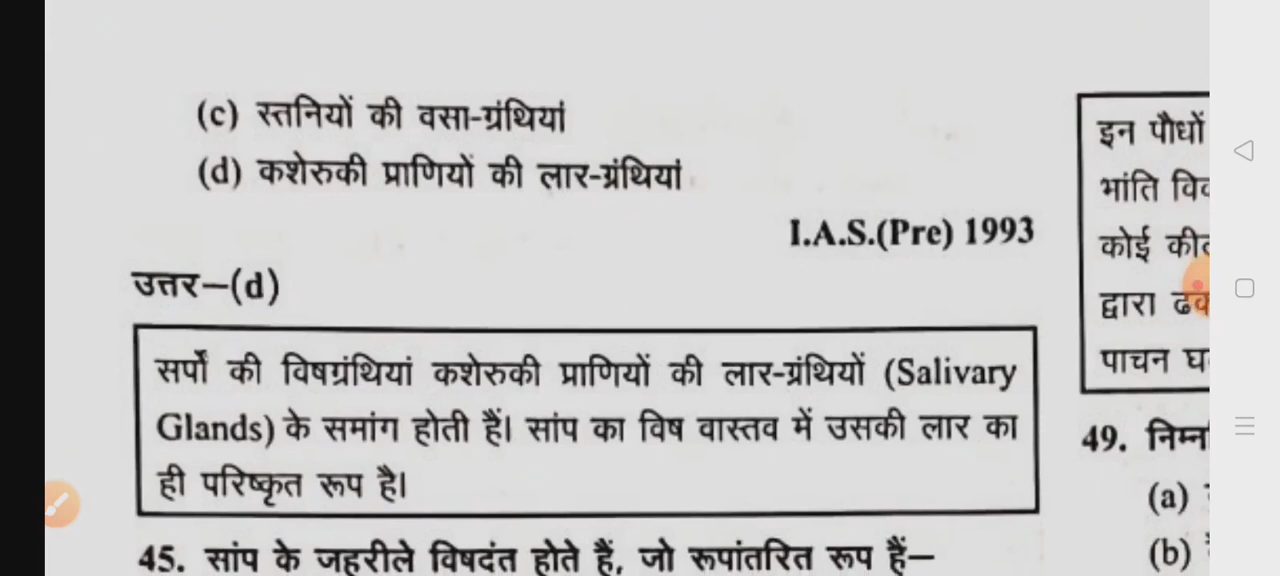 (c) स्तनियों की वसा-ग्रंथियां
(d) कशेरुकी प्राणियों की लार-ग्रंथियां
I.A.S.(Pre) 1993
उत्तर–(d)
सर्पों की विषग्रंथियां कशेरुकी प्राणियों की लार-ग्रंथियों (Salivary
Glands) के समांग होती हैं। सांप का विष वास्तव में उसकी लार का
ही परिष्कृत रूप है।
45. सांप के जहरीले विषदंत होते हैं, जो रूपांतरित रूप हैं–
इन पौधों
भांति
कोई
द्वारा
पाचन
49.
(a)
(b)